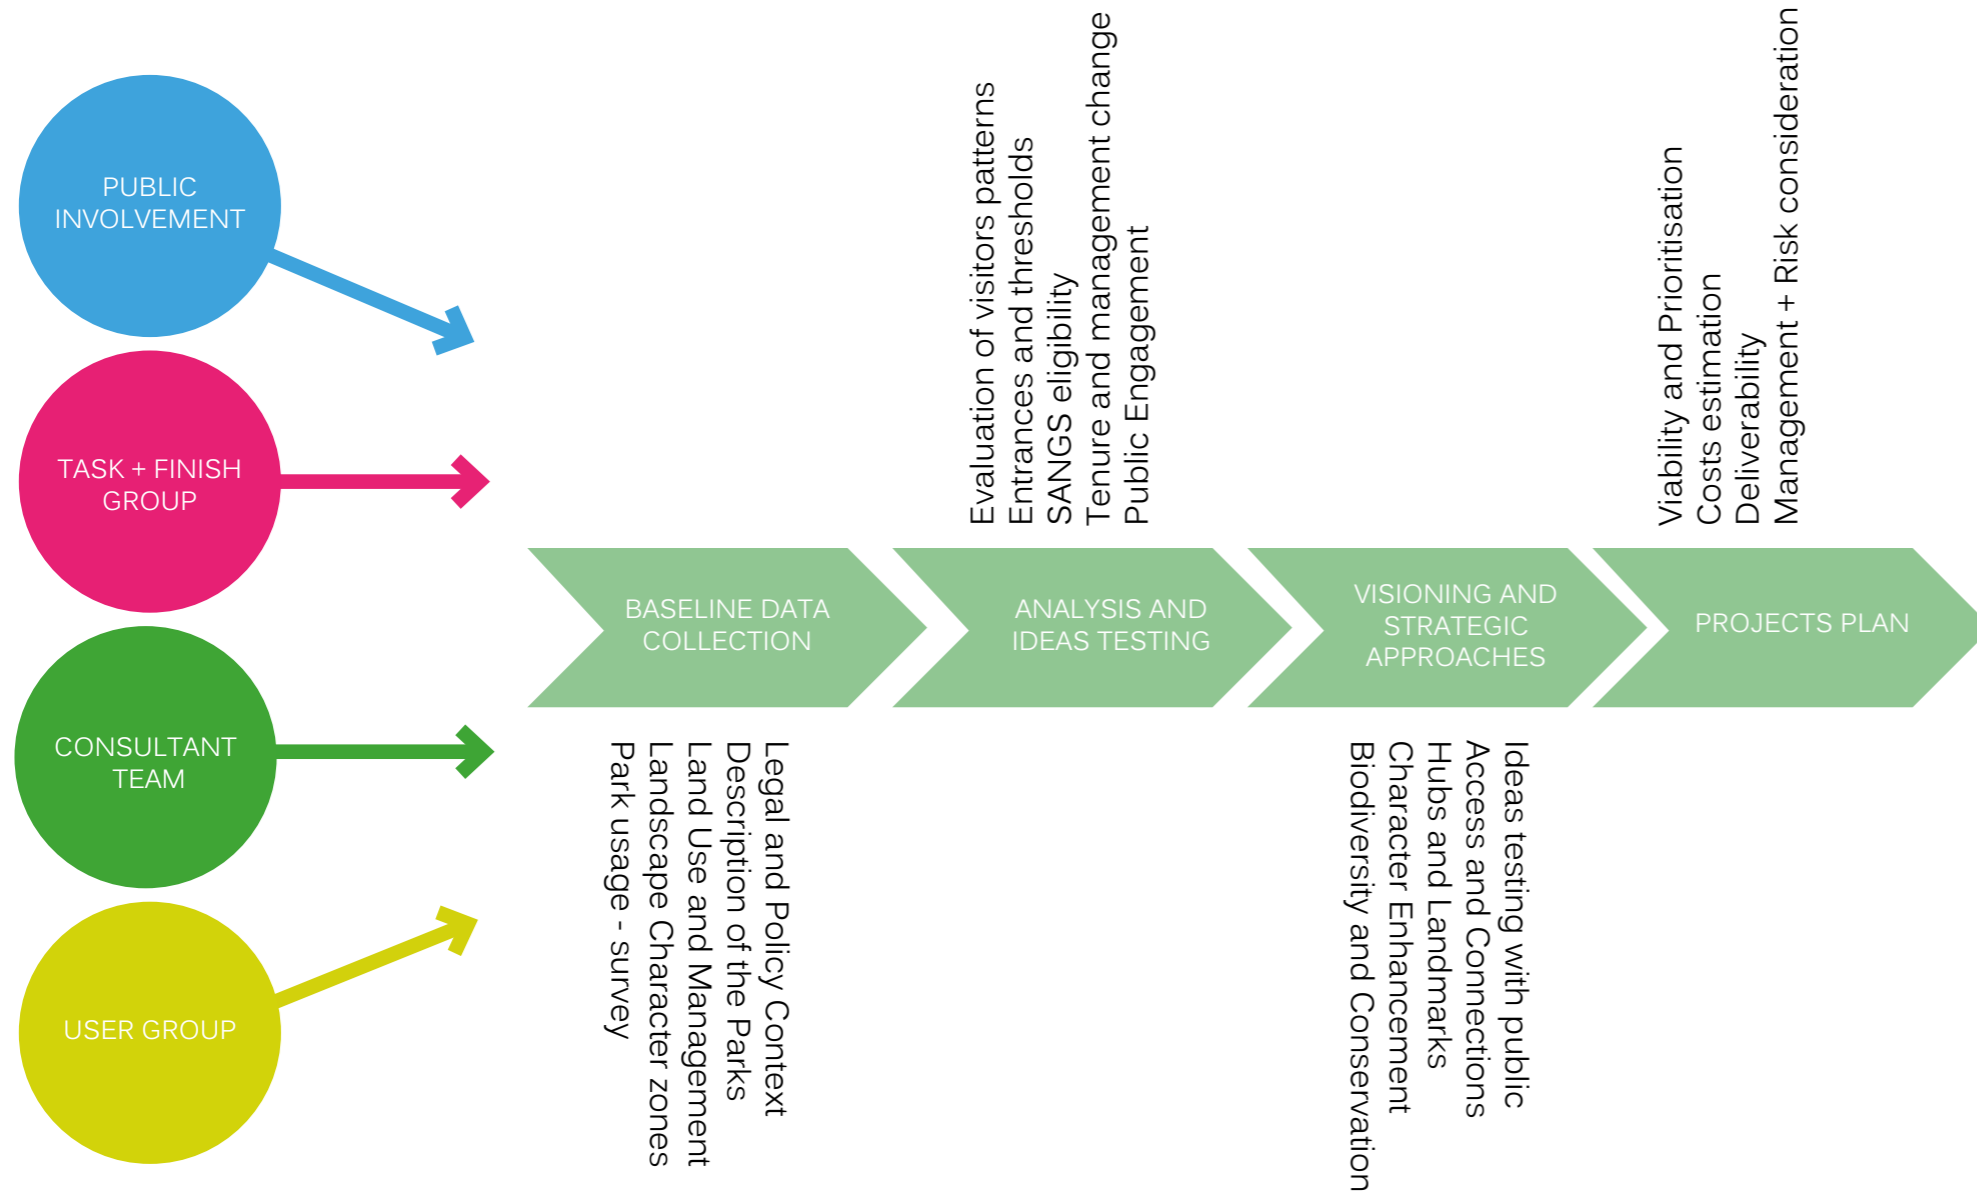 PUBLIC
INVOLVEMENT
TASK + FINISH
GROUP
CONSULTANT
TEAM
USER GROUP
BASELINE DATA
COLLECTION
Legal and Policy Context
Description of the Parks
Land Use and Management
Landscape Character zones
Park usage - survey
Evaluation of visitors patterns
Entrances and thresholds
SANGS eligibility
Tenure and management change
Public Engagement
ANALYSIS AND
IDEAS TESTING
VISIONING AND
STRATEGIC
APPROACHES
Ideas testing with public
Access and Connections
Hubs and Landmarks
Character Enhancement
Biodiversity and Conservation
Viability and Prioritisation
Costs estimation
Deliverability
Management + Risk consideration
PROJECTS PLAN